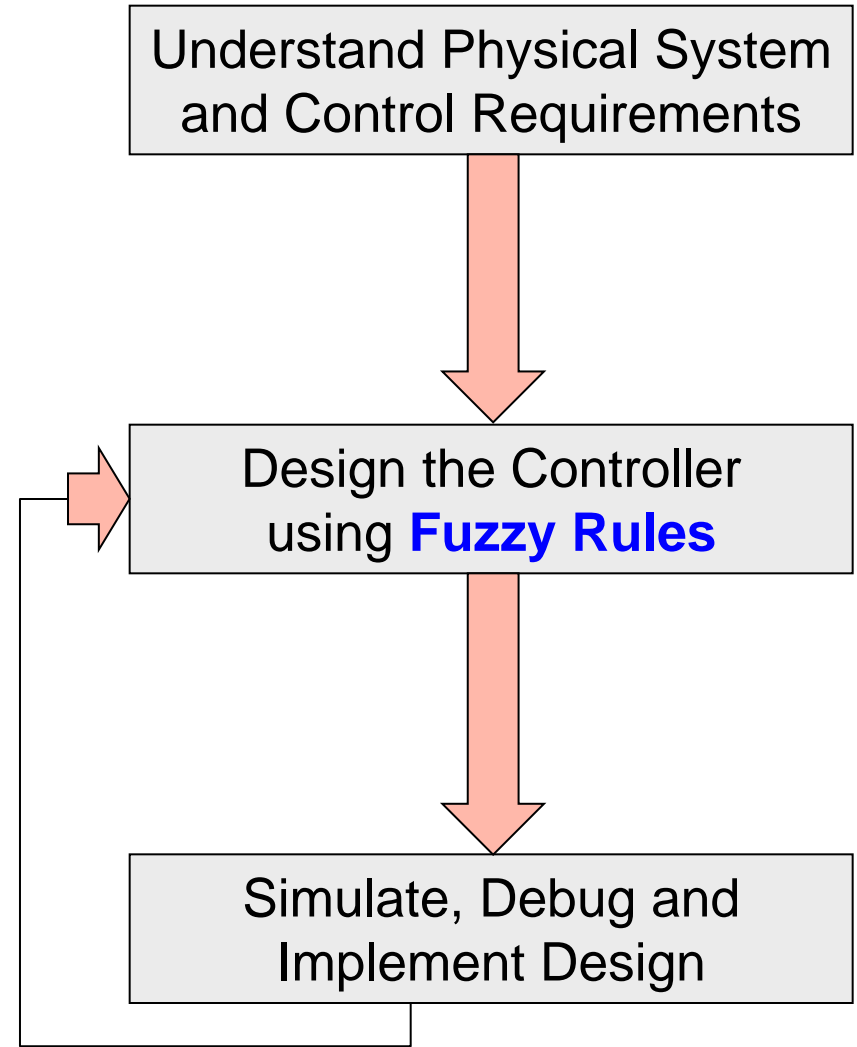 Understand Physical System
and Control Requirements
Design the Controller
using Fuzzy Rules
Simulate, Debug and
Implement Design